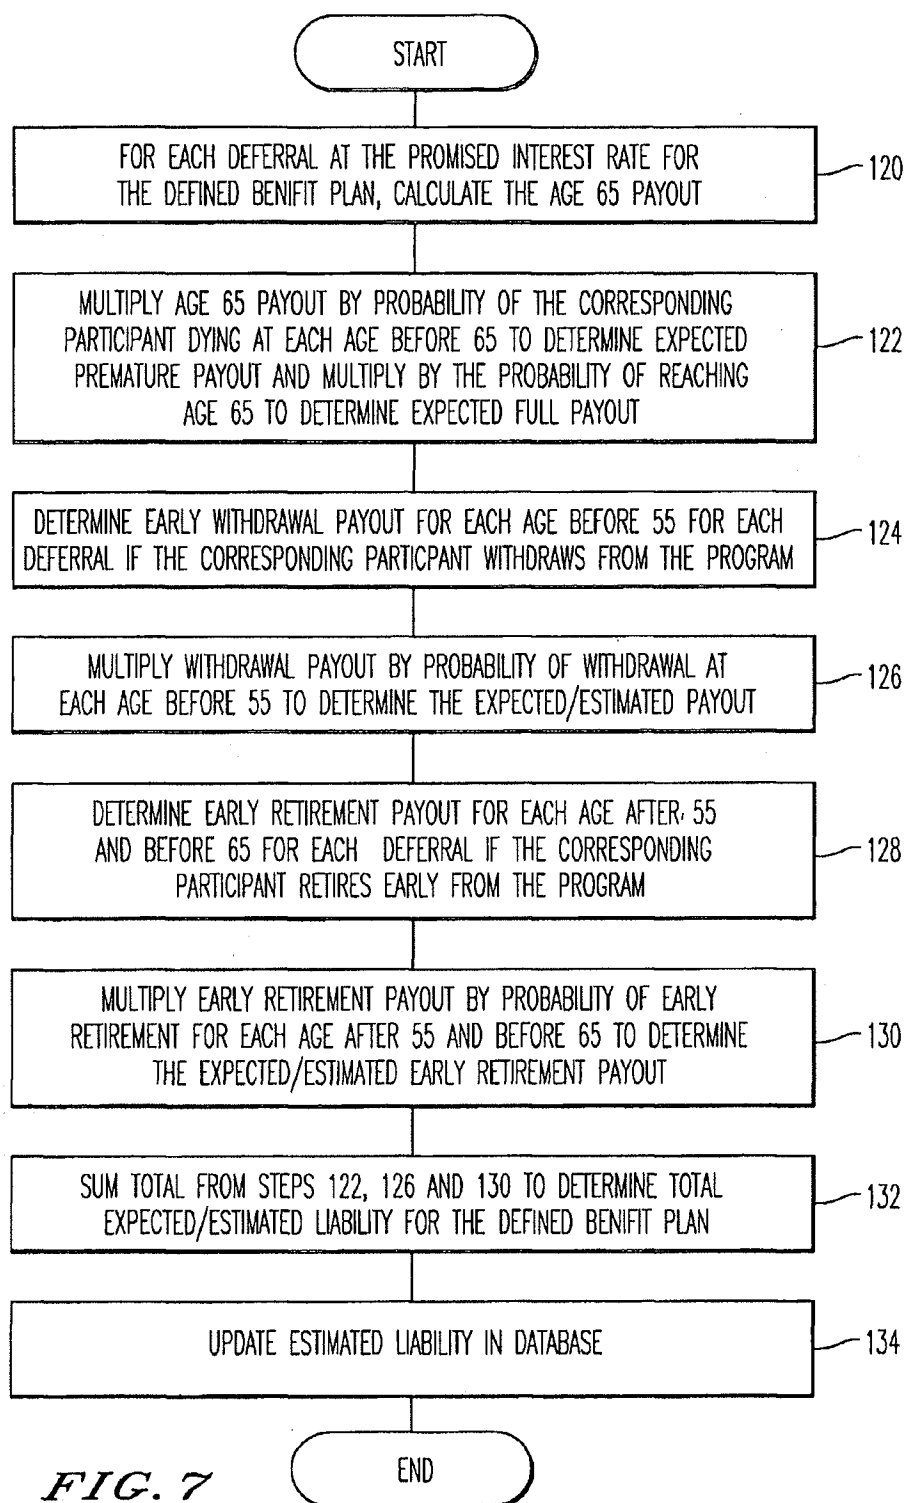 START
FOR EACH DEFERRAL AT THE PROMISED INTEREST RATE FOR
THE DEFINED BENIFIT PLAN, CALCULATE THE AGE 65 PAYOUT
120
MULTIPLY AGE 65 PAYOUT BY PROBABILITY OF THE CORRESPONDING
PARTICIPANT DYING AT EACH AGE BEFORE 65 TO DETERMINE EXPECTED
PREMATURE PAYOUT AND MULTIPLY BY THE PROBABILITY OF REACHING
AGE 65 TO DETERMINE EXPECTED FULL PAYOUT
122
DETERMINE EARLY WITHDRAWAL PAYOUT FOR EACH AGE BEFORE 55 FOR EACH
DEFERRAL IF THE CORRESPONDING PARTICPANT WITHDRAWS FROM THE PROGRAM
124
MULTIPLY WITHDRAWAL PAYOUT BY PROBABILITY OF WITHDRAWAL AT
EACH AGE BEFORE 55 TO DETERMINE THE EXPECTED/ESTIMATED PAYOUT
126
DETERMINE EARLY RETIREMENT PAYOUT FOR EACH AGE AFTER 55
AND BEFORE 65 FOR EACH DEFERRAL IF THE CORRESPONDING
PARTICIPANT RETIRES EARLY FROM THE PROGRAM
128
MULTIPLY EARLY RETIREMENT PAYOUT BY PROBABILITY OF EARLY
RETIREMENT FOR EACH AGE AFTER 55 AND BEFORE 65 TO DETERMINE
THE EXPECTED/ESTIMATED EARLY RETIREMENT PAYOUT
130
SUM TOTAL FROM STEPS 122, 126 AND 130 TO DETERMINE TOTAL
EXPECTED/ESTIMATED LIABILITY FOR THE DEFINED BENIFIT PLAN
132
UPDATE ESTIMATED LIABILITY IN DATABASE
134
END
FIG. 7